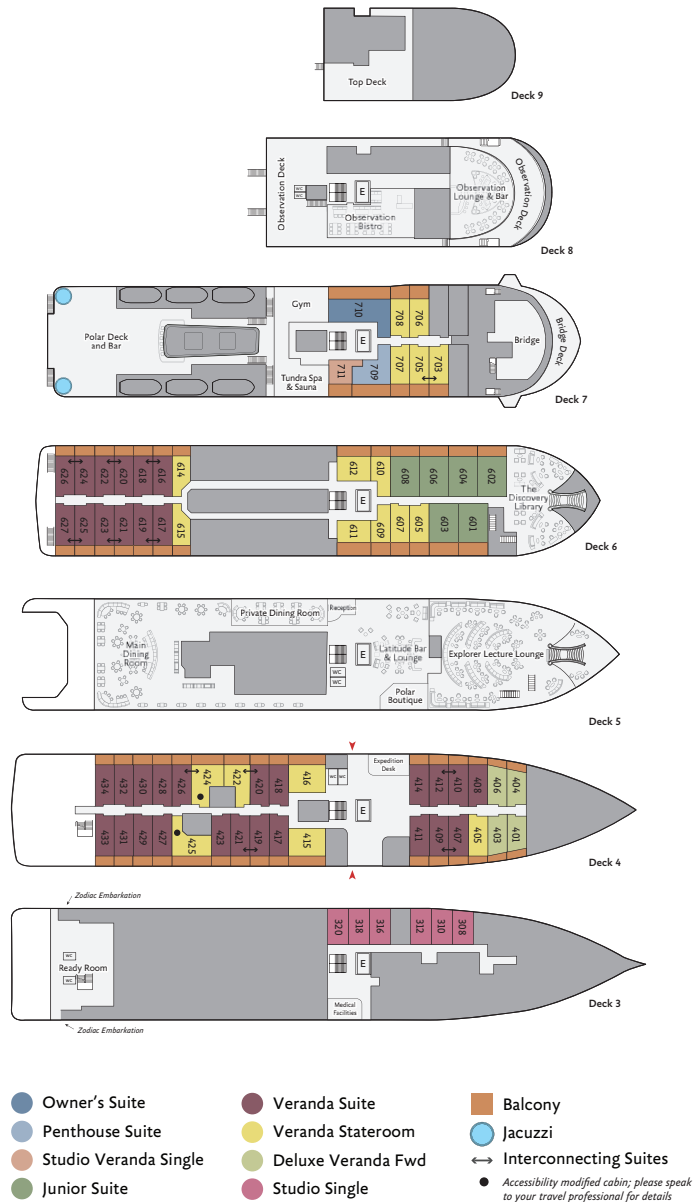 Top Deck
Deck 9
Observation Deck
WC
WC
E
Observation
Bistro
Observation
Lounge & Bar
Observation Deck
Deck 8
Polar Deck
and Bar
Gym
Tundra Spa
& Sauna
710
708
706
E
711
709
707
705
703
Bridge
Bridge Deck
Deck 7
626
624
622
620
618
616
614
612
610
608
606
604
602
E
627
625
623
621
619
617
615
611
609
607
605
603
601
The
Discovery
Library
Deck 6
Main
Dining
Room
Private Dining Room
Reception
E
WC
WC
Latitude Bar
& Lounge
Polar
Boutique
Explorer Lecture Lounge
Deck 5
434
432
430
428
426
424
422
420
418
416
WC
WC
Expedition
Desk
414
412
410
408
406
404
E
433
431
429
427
425
423
421
419
417
415
411
409
407
405
403
401
Deck 4
Zodiac Embarkation
WC
Ready Room
WC
320
318
316
312
310
308
E
Medical
Facilities
Deck 3
Zodiac Embarkation
Owner's Suite
Penthouse Suite
Studio Veranda Single
Junior Suite
Veranda Suite
Veranda Stateroom
Deluxe Veranda Fwd
Studio Single
Balcony
Jacuzzi
Interconnecting Suites
Accessibility modified cabin; please speak
to your travel professional for details